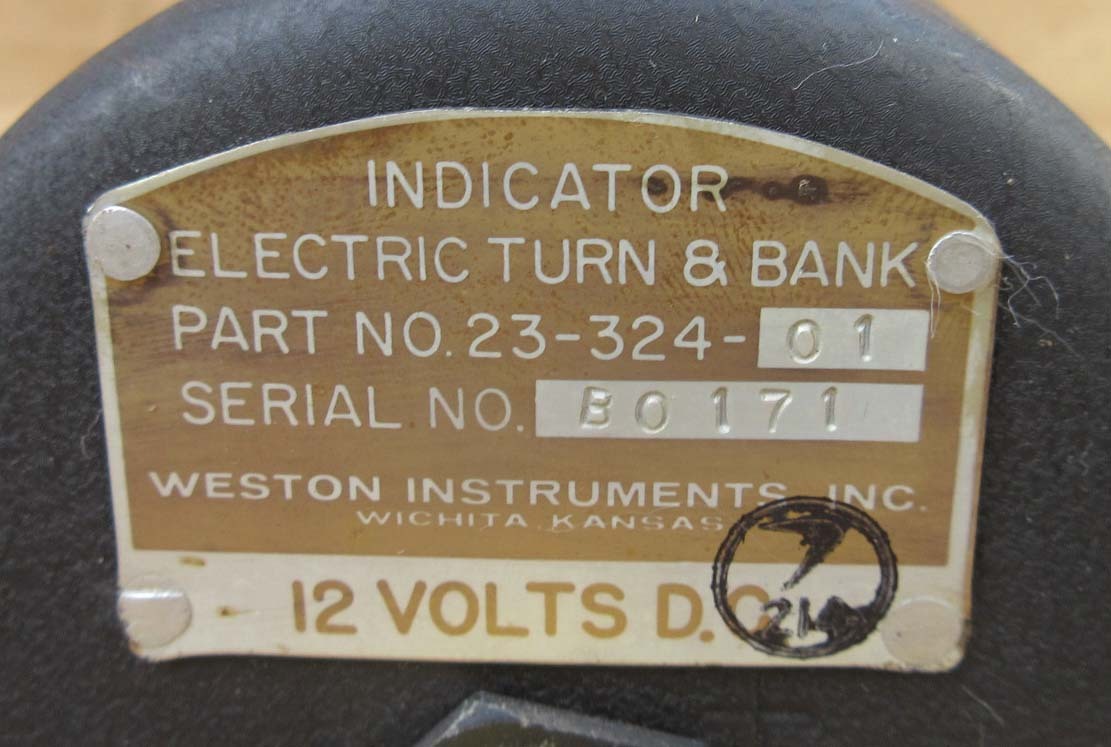 INDICATOR
ELECTRIC TURN & BANK
PART NO. 23-324-01
SERIAL NO. B0171
WESTON INSTRUMENTS, INC.
WICHITA, KANSAS
12 VOLTS D.C.